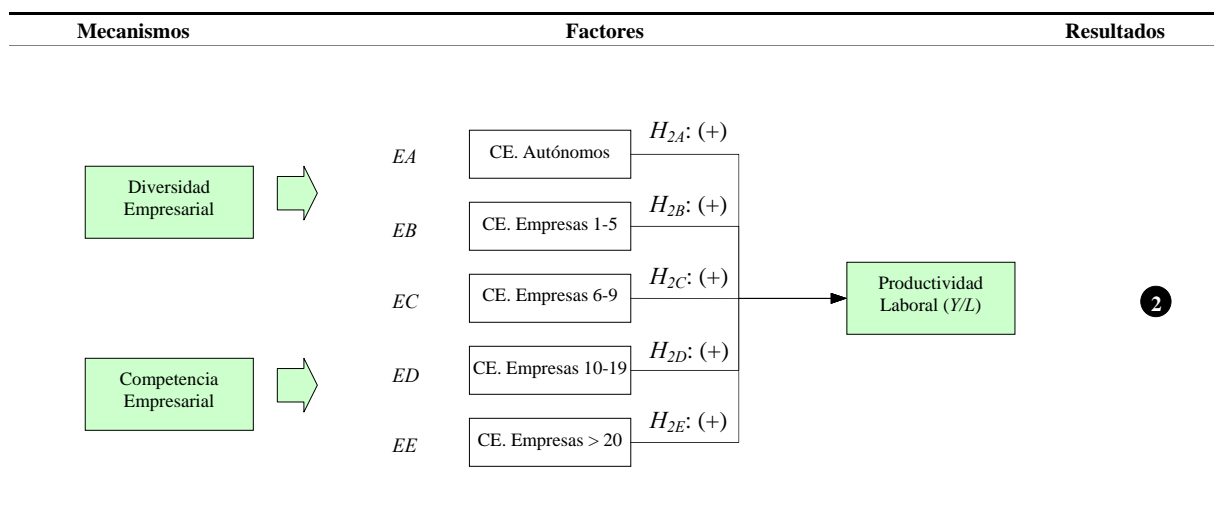 Mecanismos Factores Resultados
EA CE. Autónomos H2A: (+)
Diversidad
Empresarial
EB CE. Empresas 1-5 H2B: (+)
EC CE. Empresas 6-9 H2C: (+)
Productividad
Laboral (Y/L)
2
ED CE. Empresas 10-19 H2D: (+)
Competencia
Empresarial
EE CE. Empresas > 20 H2E: (+)